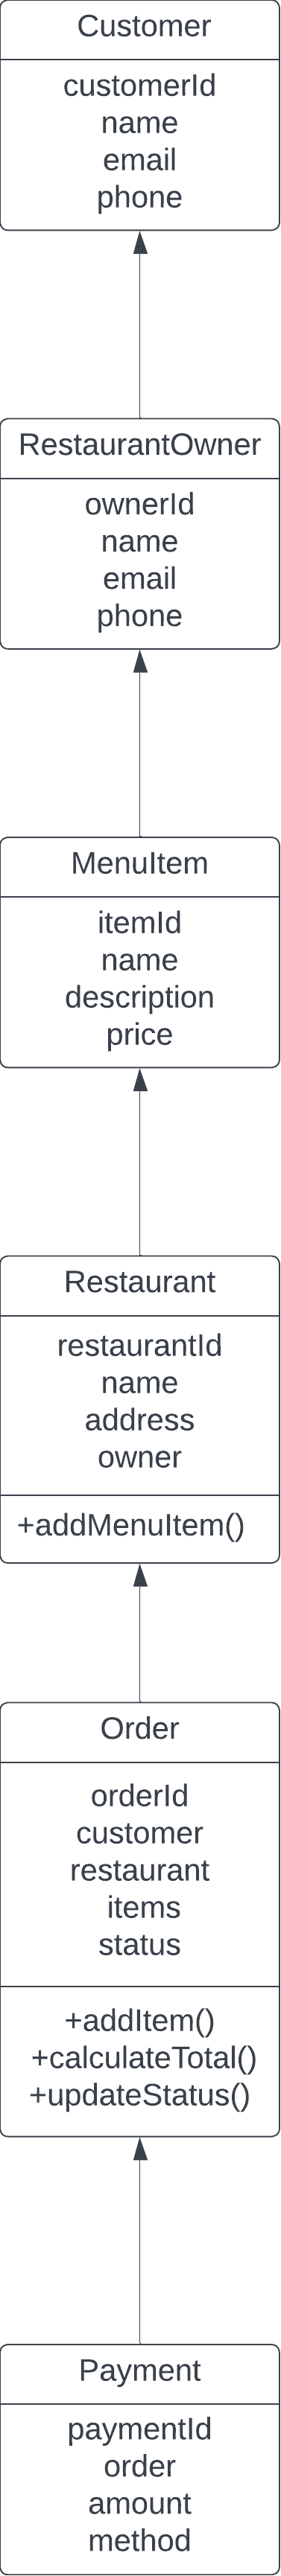 Customer
customerId
name
email
phone
RestaurantOwner
ownerId
name
email
phone
MenuItem
itemId
name
description
price
Restaurant
restaurantId
name
address
owner
+addMenuItem()
Order
orderId
customer
restaurant
items
status
+addItem()
+calculateTotal()
+updateStatus()
Payment
paymentId
order
amount
method